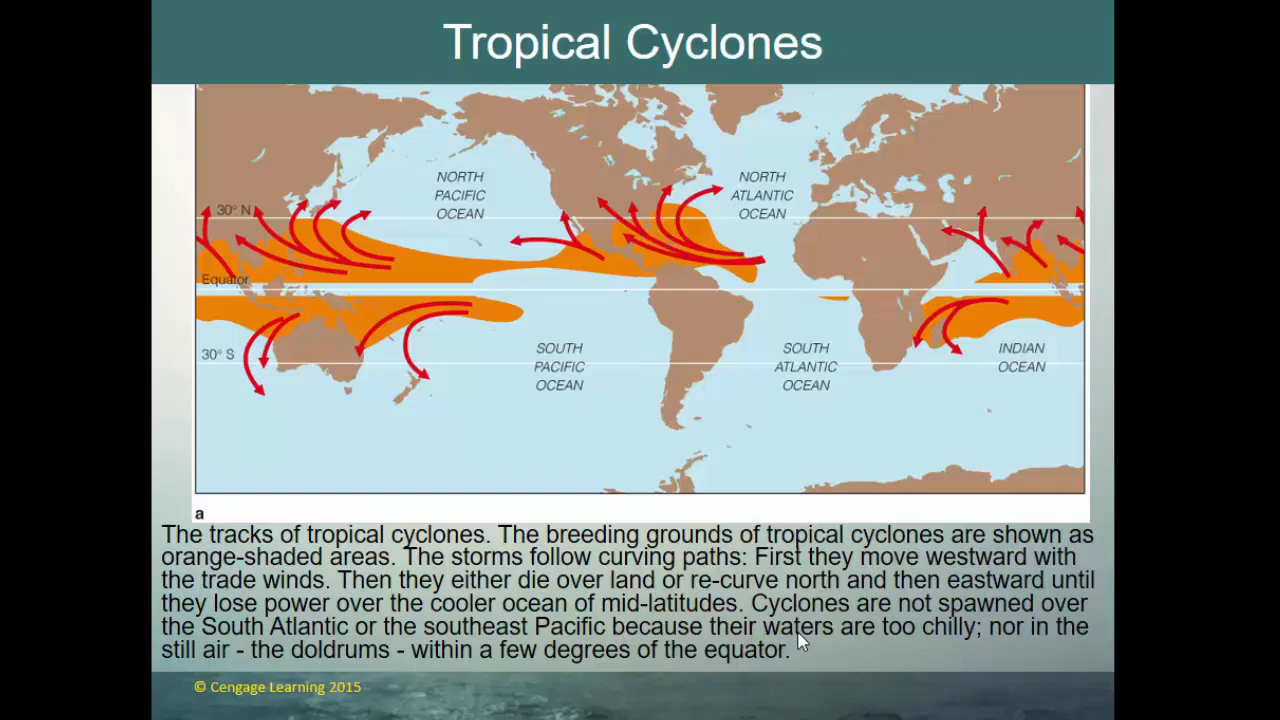 Tropical Cyclones
NORTH
PACIFIC
OCEAN
NORTH
ATLANTIC
OCEAN
30° N
Equator
30° S
SOUTH
PACIFIC
OCEAN
SOUTH
ATLANTIC
OCEAN
INDIAN
OCEAN
a
The tracks of tropical cyclones. The breeding grounds of tropical cyclones are shown as
orange-shaded areas. The storms follow curving paths: First they move westward with
the trade winds. Then they either die over land or re-curve north and then eastward until
they lose power over the cooler ocean of mid-latitudes. Cyclones are not spawned over
the South Atlantic or the southeast Pacific because their waters are too chilly; nor in the
still air - the doldrums - within a few degrees of the equator.
© Cengage Learning 2015